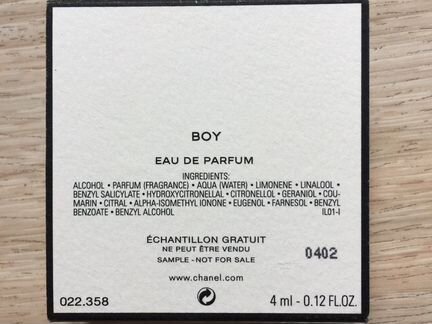 BOY
EAU DE PARFUM
INGREDIENTS:
ALCOHOL • PARFUM (FRAGRANCE) • AQUA (WATER) • LIMONENE • LINALOOL •
BENZYL SALICYLATE • HYDROXYCITRONELLAL • CITRONELLOL • GERANIOL • COU-
MARIN • CITRAL • ALPHA-ISOMETHYL IONONE • EUGENOL • FARNESOL • BENZYL
BENZOATE • BENZYL ALCOHOL IL01-I
ÉCHANTILLON GRATUIT
NE PEUT ÊTRE VENDU
SAMPLE - NOT FOR SALE
0402
www.chanel.com
022.358 4 ml - 0.12 FL.OZ.